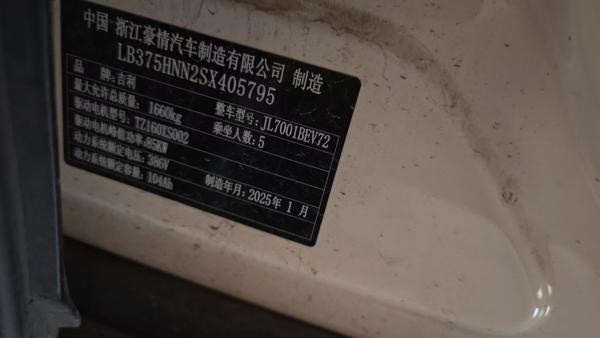 中国 浙江豪情汽车制造有限公司 制造
LB375HNN2SX405795
品 牌:吉利 整车型号:JL7001BEV72
最大允许总质量: 1660kg 乘坐人数:5
驱动电机型号: TZ160XS002
驱动电机峰值功率:85KW
动力系统额定电压: 386V
动力系统额定容量: 104Ah 制造年月: 2025年 1 月